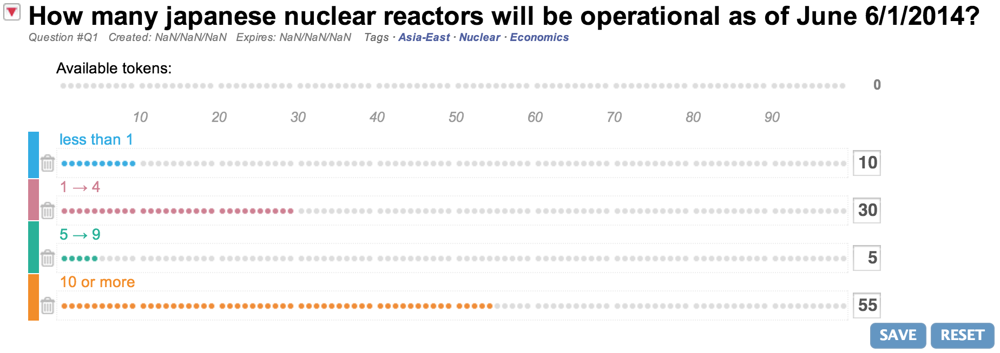 How many japanese nuclear reactors will be operational as of June 6/1/2014?
Question #Q1 Created: NaN/NaN/NaN Expires: NaN/NaN/NaN Tags · Asia-East · Nuclear · Economics
Available tokens:
0
10 20 30 40 50 60 70 80 90
less than 1
10
1 → 4
30
5 → 9
5
10 or more
55
SAVE RESET